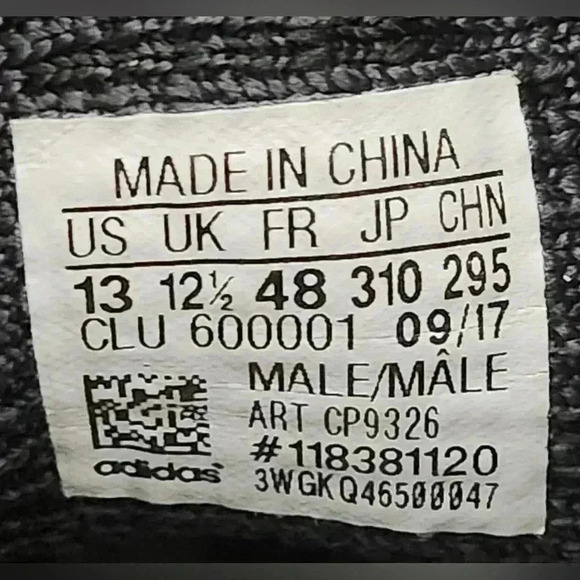 MADE IN CHINA
US UK FR JP CHN
13 12½ 48 310 295
CLU 600001 09/17
MALE/MÂLE
ART CP9326
#118381120
adidas
3WGKQ46500047